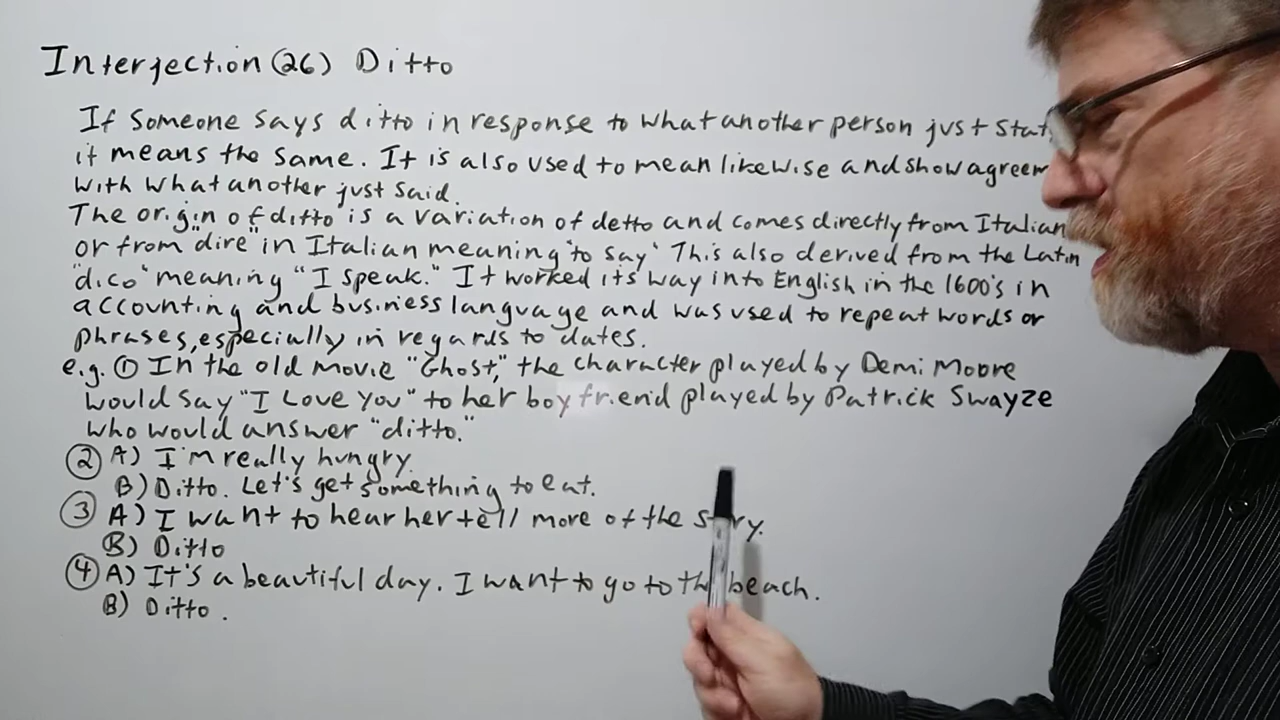 Interjection (26) Ditto
If someone says ditto in response to what another person just stat
it means the same. It is also used to mean likewise and show agreem
with what another just said.
The origin of ditto is a variation of detto and comes directly from Italian
or from "dire" in Italian meaning "to say" This also derived from the Latin
"dico" meaning "I speak." It worked its way into English in the 1600's in
accounting and business language and was used to repeat words or
phrases, especially in regards to dates.
e.g. ① In the old movie "Ghost," the character played by Demi Moore
would say "I Love You" to her boyfriend played by Patrick Swayze
who would answer "ditto."
② A) I'm really hungry.
B) Ditto. Let's get something to eat.
③ A) I want to hear her tell more of the story.
B) Ditto
④ A) It's a beautiful day. I want to go to the beach.
B) Ditto.